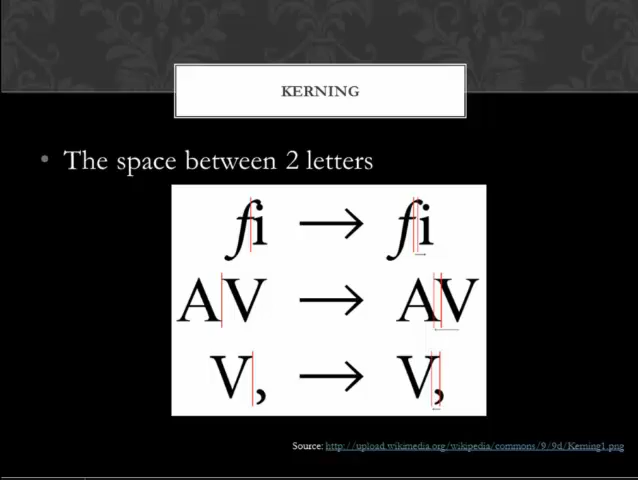 KERNING
• The space between 2 letters
fi → fi
AV → AV
V, → V,
Source: http://upload.wikimedia.org/wikipedia/commons/9/9d/Kerning1.png